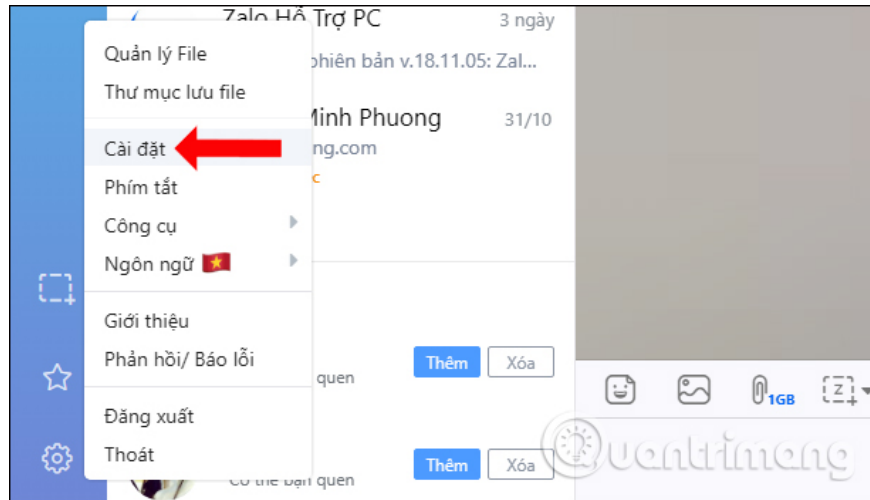 Zalo Hỗ Trợ PC
3 ngày
phiên bản v.18.11.05: Zal...
Minh Phuong
31/10
ng.com
Quản lý File
Thư mục lưu file
Cài đặt
Phím tắt
Công cụ
Ngôn ngữ
Giới thiệu
Phản hồi/ Báo lỗi
Đăng xuất
Thoát
quen
Thêm
Xóa
Có thể bạn quen
Thêm
Xóa
1GB
Z
Quantrimang